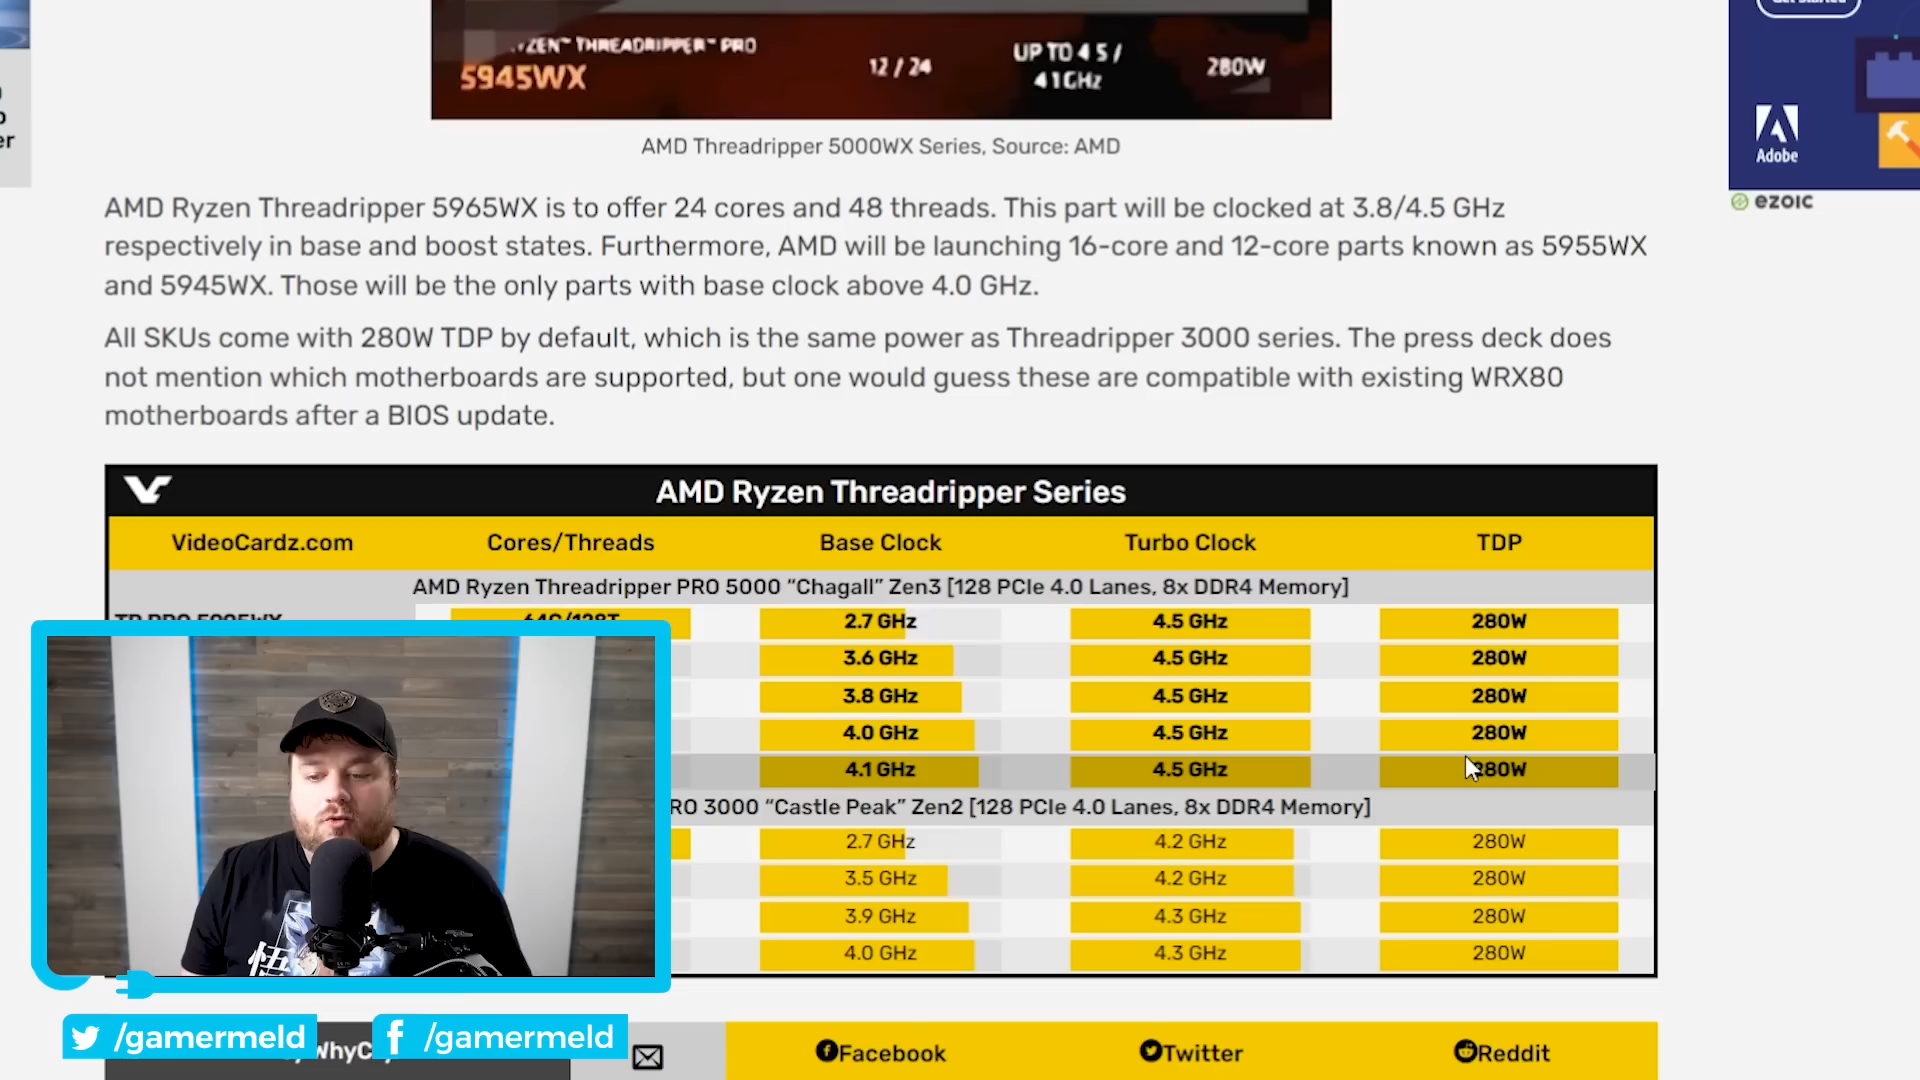 THREADRIPPER™ PRO
5945WX
12 / 24
UP TO 4 5 /
4 1 GHz
280W
er
AMD Threadripper 5000WX Series, Source: AMD
Adobe
ezoic
AMD Ryzen Threadripper 5965WX is to offer 24 cores and 48 threads. This part will be clocked at 3.8/4.5 GHz
respectively in base and boost states. Furthermore, AMD will be launching 16-core and 12-core parts known as 5955WX
and 5945WX. Those will be the only parts with base clock above 4.0 GHz.
All SKUs come with 280W TDP by default, which is the same power as Threadripper 3000 series. The press deck does
not mention which motherboards are supported, but one would guess these are compatible with existing WRX80
motherboards after a BIOS update.
AMD Ryzen Threadripper Series
VideoCardz.com Cores/Threads Base Clock Turbo Clock TDP
AMD Ryzen Threadripper PRO 5000 “Chagall” Zen3 [128 PCIe 4.0 Lanes, 8x DDR4 Memory]
TR PRO 5995WX 64C/128T 2.7 GHz 4.5 GHz 280W
3.6 GHz 4.5 GHz 280W
3.8 GHz 4.5 GHz 280W
4.0 GHz 4.5 GHz 280W
4.1 GHz 4.5 GHz 280W
RO 3000 “Castle Peak” Zen2 [128 PCIe 4.0 Lanes, 8x DDR4 Memory]
2.7 GHz 4.2 GHz 280W
3.5 GHz 4.2 GHz 280W
3.9 GHz 4.3 GHz 280W
4.0 GHz 4.3 GHz 280W
悟
/gamermeld
/gamermeld
Facebook
Twitter
Reddit